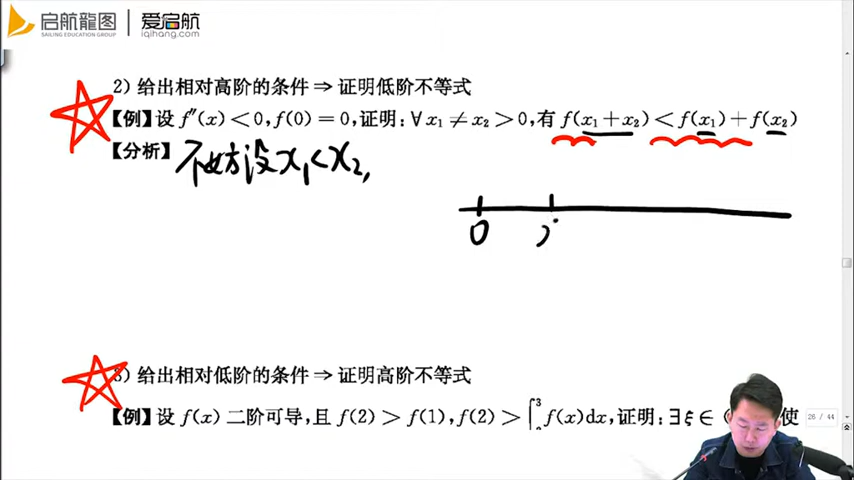 启航龍图
SAILING EDUCATION GROUP
爱启航
iqihang.com
2) 给出相对高阶的条件 ⇒ 证明低阶不等式
【例】设 f″(x) < 0, f(0) = 0, 证明: ∀ x₁ ≠ x₂ > 0, 有 f(x₁ + x₂) < f(x₁) + f(x₂)
【分析】不妨设 x₁<x₂,
0
) 给出相对低阶的条件 ⇒ 证明高阶不等式
【例】设 f(x) 二阶可导, 且 f(2) > f(1), f(2) > ∫³ f(x)dx, 证明: ∃ ξ ∈ 使
26 / 44